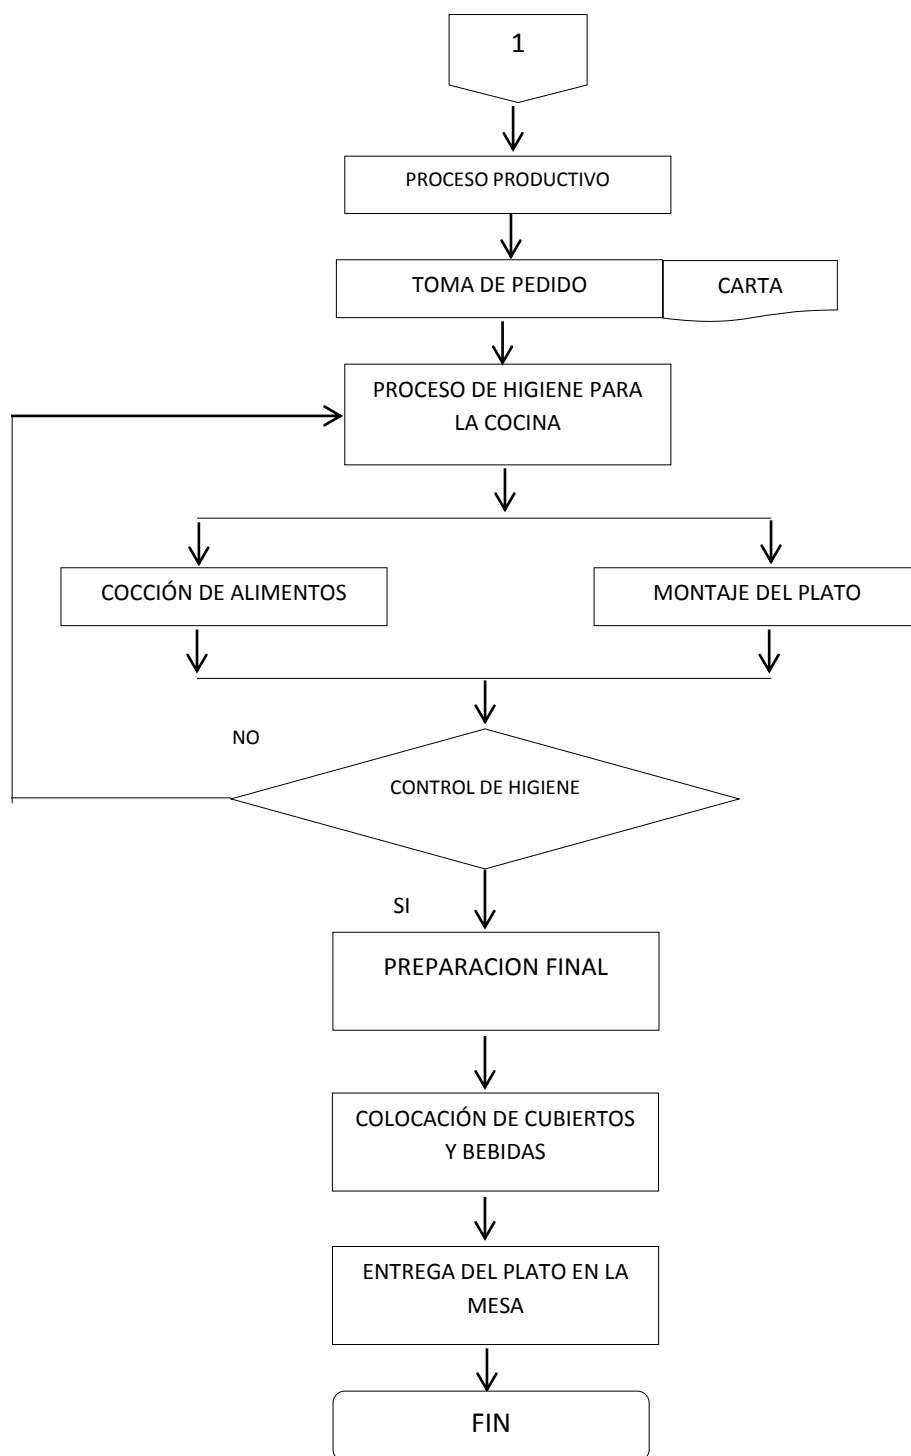 1
PROCESO PRODUCTIVO
TOMA DE PEDIDO
CARTA
PROCESO DE HIGIENE PARA
LA COCINA
COCCIÓN DE ALIMENTOS
MONTAJE DEL PLATO
NO
CONTROL DE HIGIENE
SI
PREPARACION FINAL
COLOCACIÓN DE CUBIERTOS
Y BEBIDAS
ENTREGA DEL PLATO EN LA
MESA
FIN